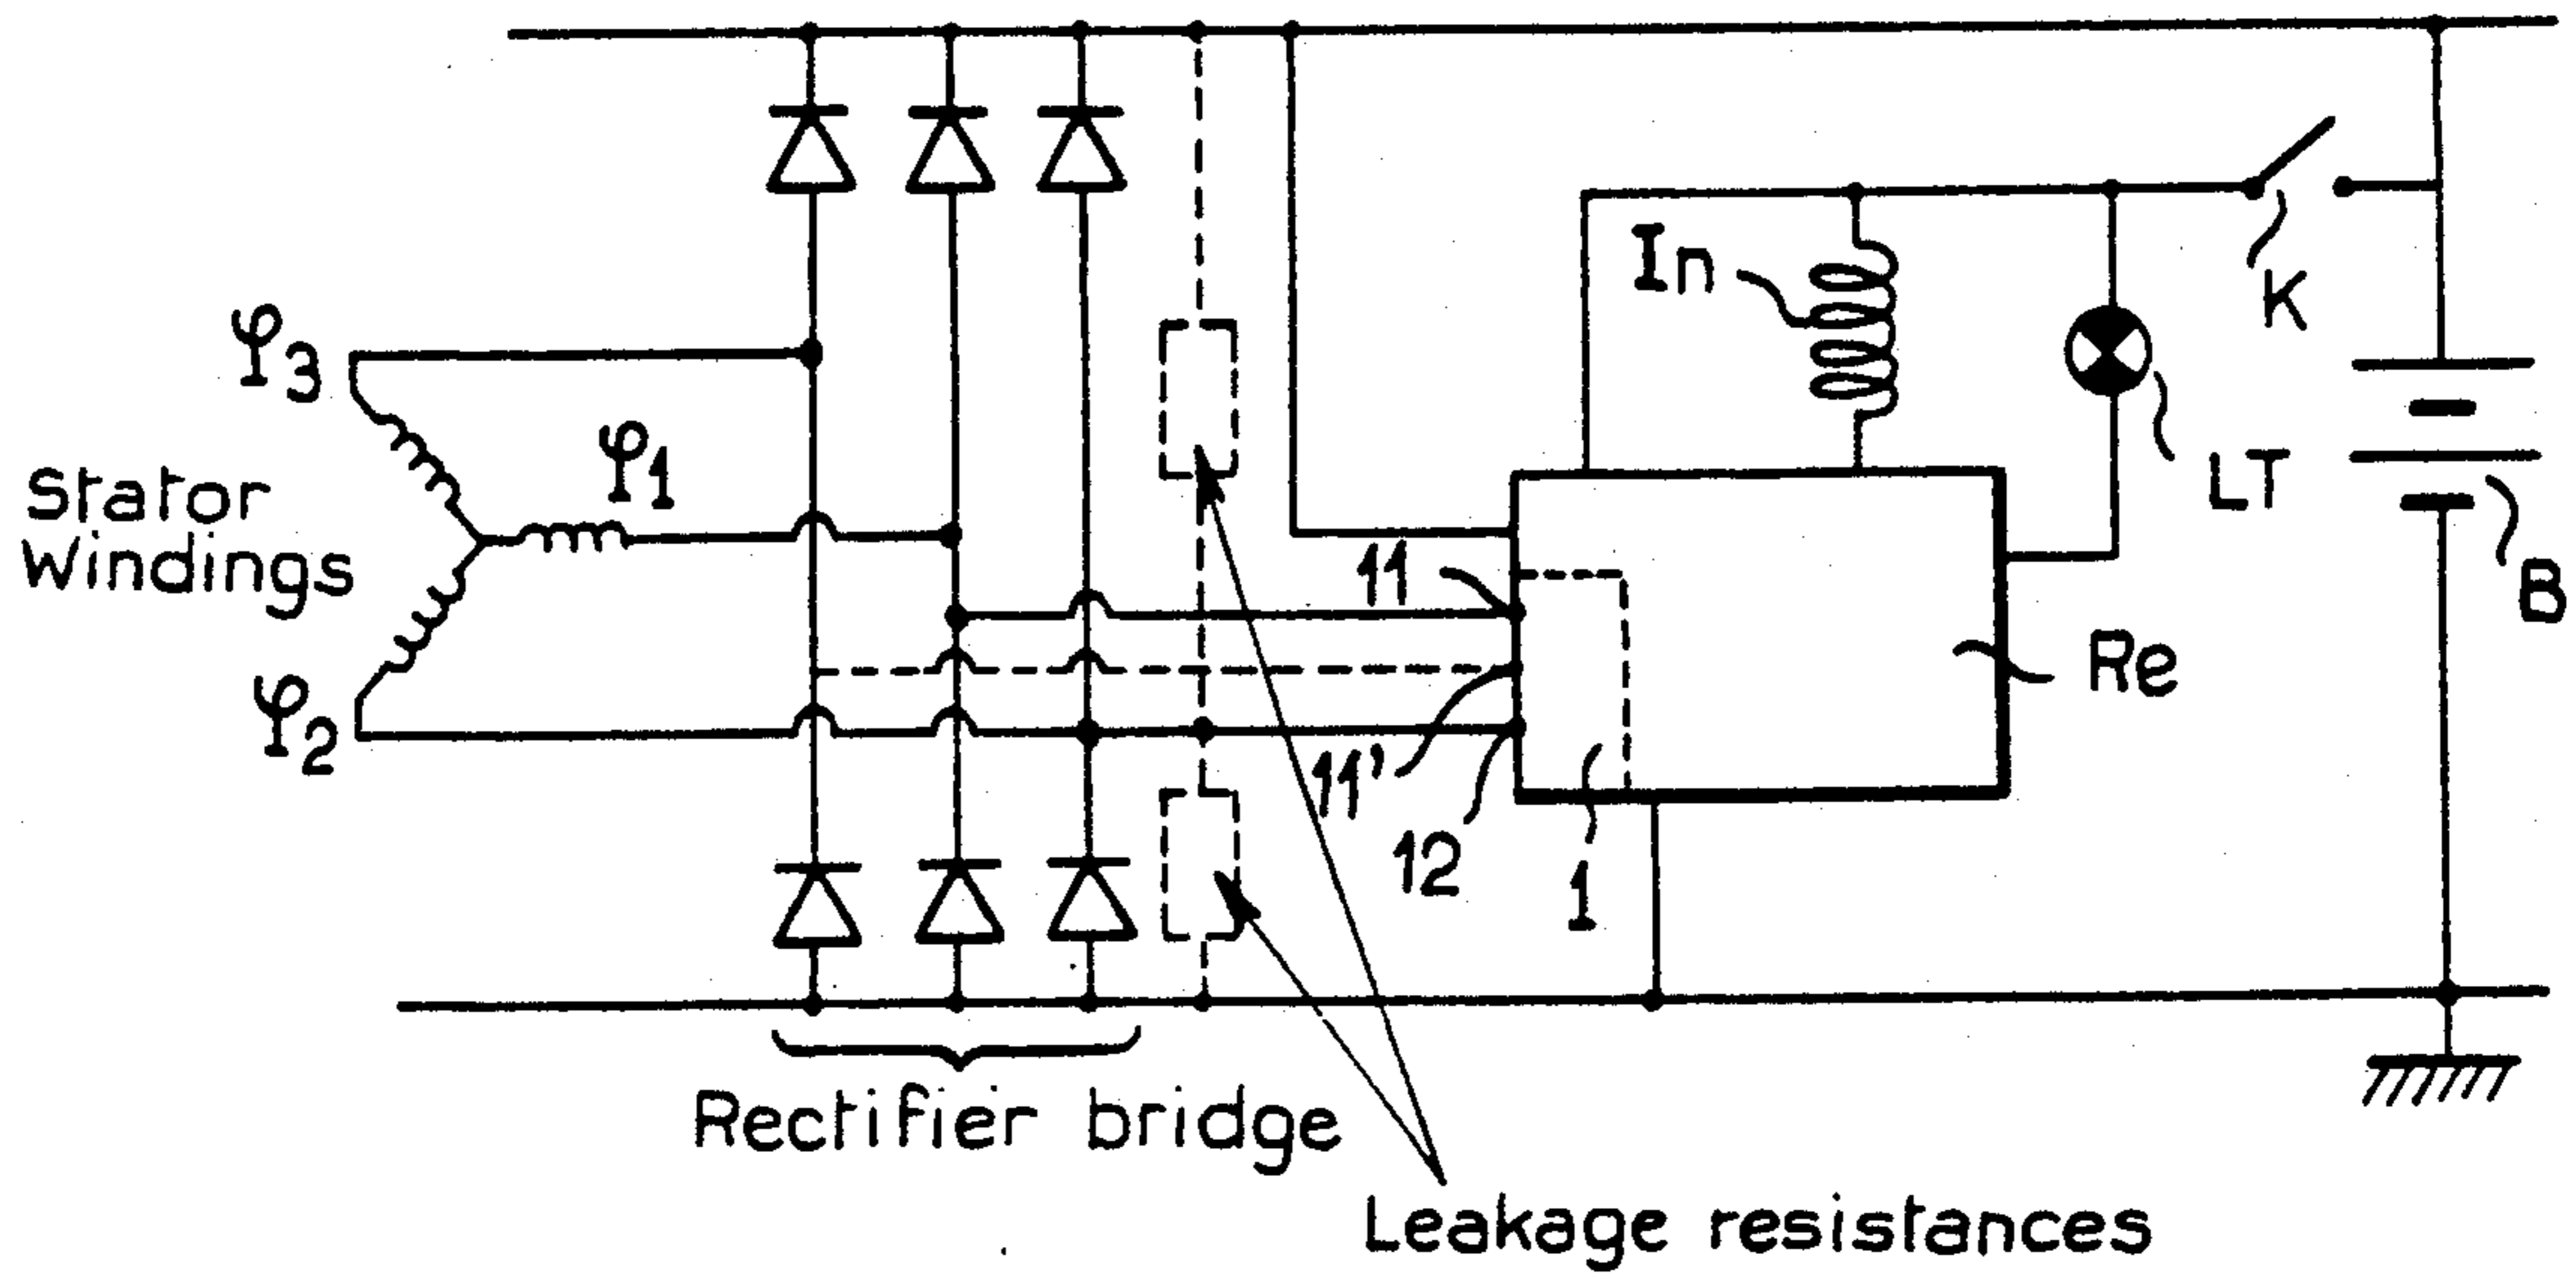 φ3
φ1
Stator
Windings
φ2
In
K
LT
B
11
Re
11'
12
1
Rectifier bridge
Leakage resistances